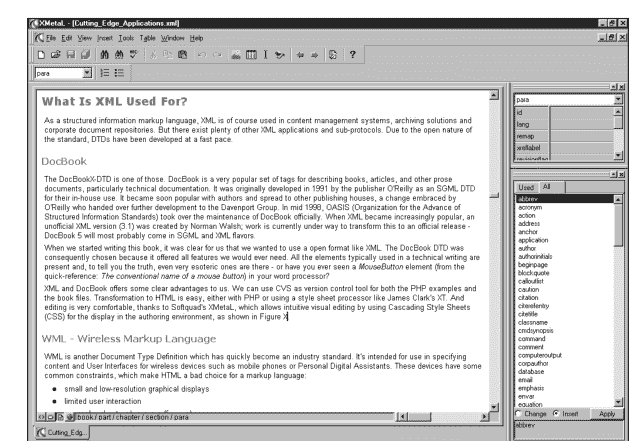 XMetaL - [Cutting_Edge_Applications.xml]
File Edit View Insert Tools Table Window Help
para
What Is XML Used For?
As a structured information markup language, XML is of course used in content management systems, archiving solutions and
corporate document repositories. But there exist plenty of other XML applications and sub-protocols. Due to the open nature of
the standard, DTDs have been developed at a fast pace.
DocBook
The DocBookX-DTD is one of those. DocBook is a very popular set of tags for describing books, articles, and other prose
documents, particularly technical documentation. It was originally developed in 1991 by the publisher O'Reilly as an SGML DTD
for their in-house use. It became soon popular with authors and spread to other publishing houses, a change embraced by
O'Reilly who handed over further development to the Davenport Group. In mid 1998, OASIS (Organization for the Advance of
Structured Information Standards) took over the maintenance of DocBook officially. When XML became increasingly popular, an
unofficial XML version (3.1) was created by Norman Walsh; work is currently under way to transform this to an official release -
DocBook 5 will most probably come in SGML and XML flavors.
When we started writing this book, it was clear for us that we wanted to use a open format like XML. The DocBook DTD was
consequently chosen because it offered all features we would ever need. All the elements typically used in a technical writing are
present and, to tell you the truth, even very esoteric ones are there - or have you ever seen a MouseButton element (from the
quick-reference: The conventional name of a mouse button) in your word processor?
XML and DocBook offers some clear advantages to us. We can use CVS as version control tool for both the PHP examples and
the book files. Transformation to HTML is easy, either with PHP or using a style sheet processor like James Clark's XT. And
editing is very comfortable, thanks to Softquad's XMetaL, which allows intuitive visual editing by using Cascading Style Sheets
(CSS) for the display in the authoring environment, as shown in Figure X
WML - Wireless Markup Language
WML is another Document Type Definition which has quickly become an industry standard. It's intended for use in specifying
content and User Interfaces for wireless devices such as mobile phones or Personal Digital Assistants. These devices have some
common constraints, which make HTML a bad choice for a markup language:
small and low-resolution graphical displays
limited user interaction
book / part / chapter / section / para
Cutting_Edg...
para
id
lang
remap
xreflabel
revisionflag
Used All
abbrev
acronym
action
address
anchor
application
author
authorinitials
beginpage
blockquote
calloutlist
caution
citation
citerefentry
citetitle
classname
cmdsynopsis
command
comment
computeroutput
corpauthor
database
email
emphasis
envar
equation
Change Insert Apply
abbrev